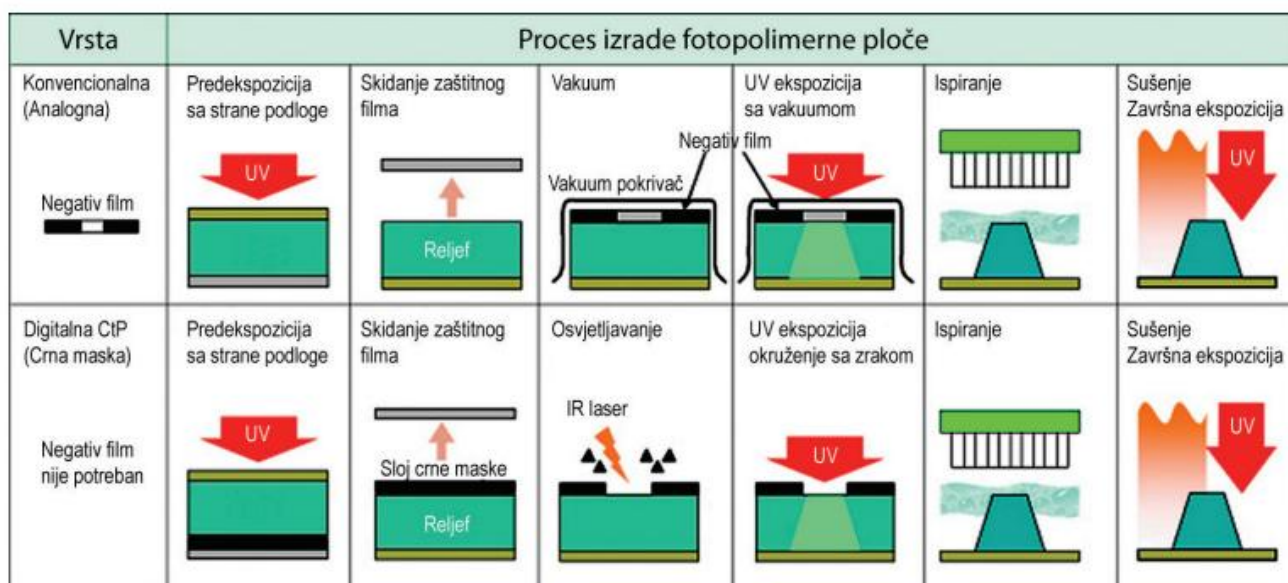 Vrsta
Proces izrade fotopolimerne ploče
Konvencionalna
(Analogna)
Negativ film
Predekspozicija
sa strane podloge
UV
Skidanje zaštitnog
filma
Reljef
Vakuum
Vakuum pokrivač
Negativ film
UV ekspozicija
sa vakuumom
UV
Ispiranje
Sušenje
Završna ekspozicija
UV
Digitalna CtP
(Crna maska)
Negativ film
nije potreban
Predekspozicija
sa strane podloge
UV
Skidanje zaštitnog
filma
Sloj crne maske
Reljef
Osvjetljavanje
IR laser
UV ekspozicija
okruženje sa zrakom
UV
Ispiranje
Sušenje
Završna ekspozicija
UV